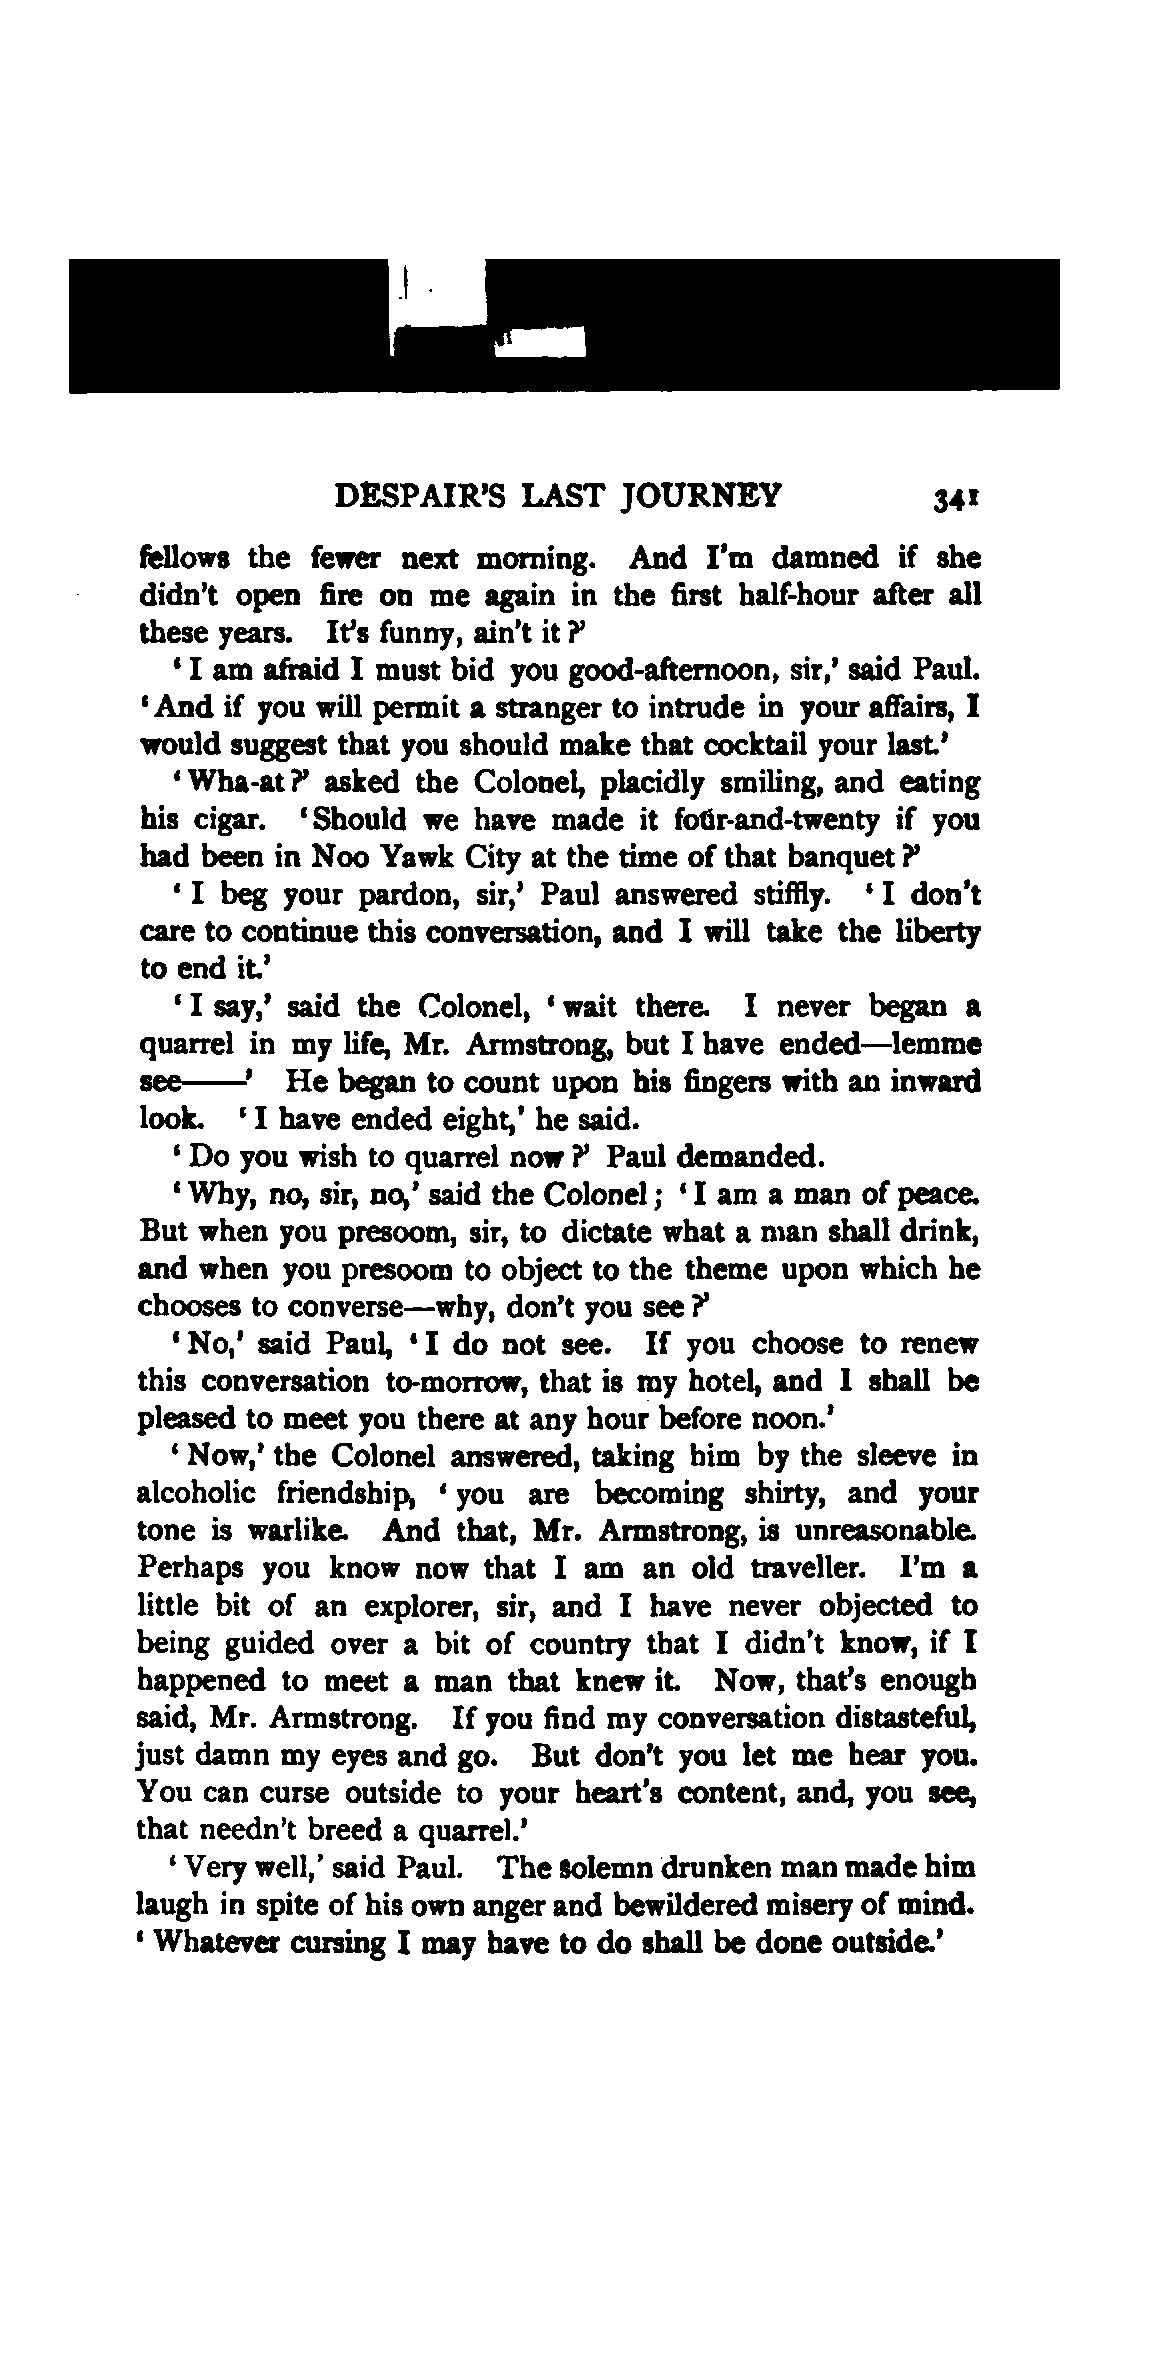 DESPAIR'S LAST JOURNEY 341
fellows the fewer next morning. And I'm damned if she
didn't open fire on me again in the first half-hour after all
these years. It's funny, ain't it?'
'I am afraid I must bid you good-afternoon, sir,' said Paul.
'And if you will permit a stranger to intrude in your affairs, I
would suggest that you should make that cocktail your last.'
'Wha-at?' asked the Colonel, placidly smiling, and eating
his cigar. 'Should we have made it four-and-twenty if you
had been in Noo Yawk City at the time of that banquet?'
'I beg your pardon, sir,' Paul answered stiffly. 'I don't
care to continue this conversation, and I will take the liberty
to end it.'
'I say,' said the Colonel, 'wait there. I never began a
quarrel in my life, Mr. Armstrong, but I have ended—lemme
see——' He began to count upon his fingers with an inward
look. 'I have ended eight,' he said.
'Do you wish to quarrel now?' Paul demanded.
'Why, no, sir, no,' said the Colonel; 'I am a man of peace.
But when you presoom, sir, to dictate what a man shall drink,
and when you presoom to object to the theme upon which he
chooses to converse—why, don't you see?'
'No,' said Paul, 'I do not see. If you choose to renew
this conversation to-morrow, that is my hotel, and I shall be
pleased to meet you there at any hour before noon.'
'Now,' the Colonel answered, taking him by the sleeve in
alcoholic friendship, 'you are becoming shirty, and your
tone is warlike. And that, Mr. Armstrong, is unreasonable.
Perhaps you know now that I am an old traveller. I'm a
little bit of an explorer, sir, and I have never objected to
being guided over a bit of country that I didn't know, if I
happened to meet a man that knew it. Now, that's enough
said, Mr. Armstrong. If you find my conversation distasteful,
just damn my eyes and go. But don't you let me hear you.
You can curse outside to your heart's content, and, you see,
that needn't breed a quarrel.'
'Very well,' said Paul. The solemn drunken man made him
laugh in spite of his own anger and bewildered misery of mind.
'Whatever cursing I may have to do shall be done outside.'